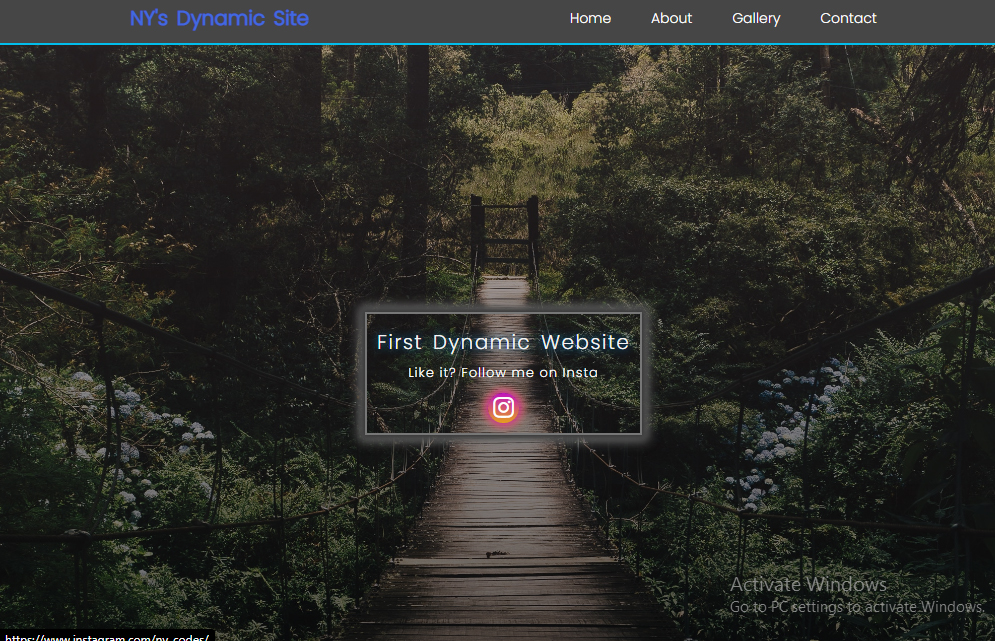 NY's Dynamic Site
Home About Gallery Contact
First Dynamic Website
Like it? Follow me on Insta
Activate Windows
Go to PC settings to activate Windows.
https://www.instagram.com/ny_codes/